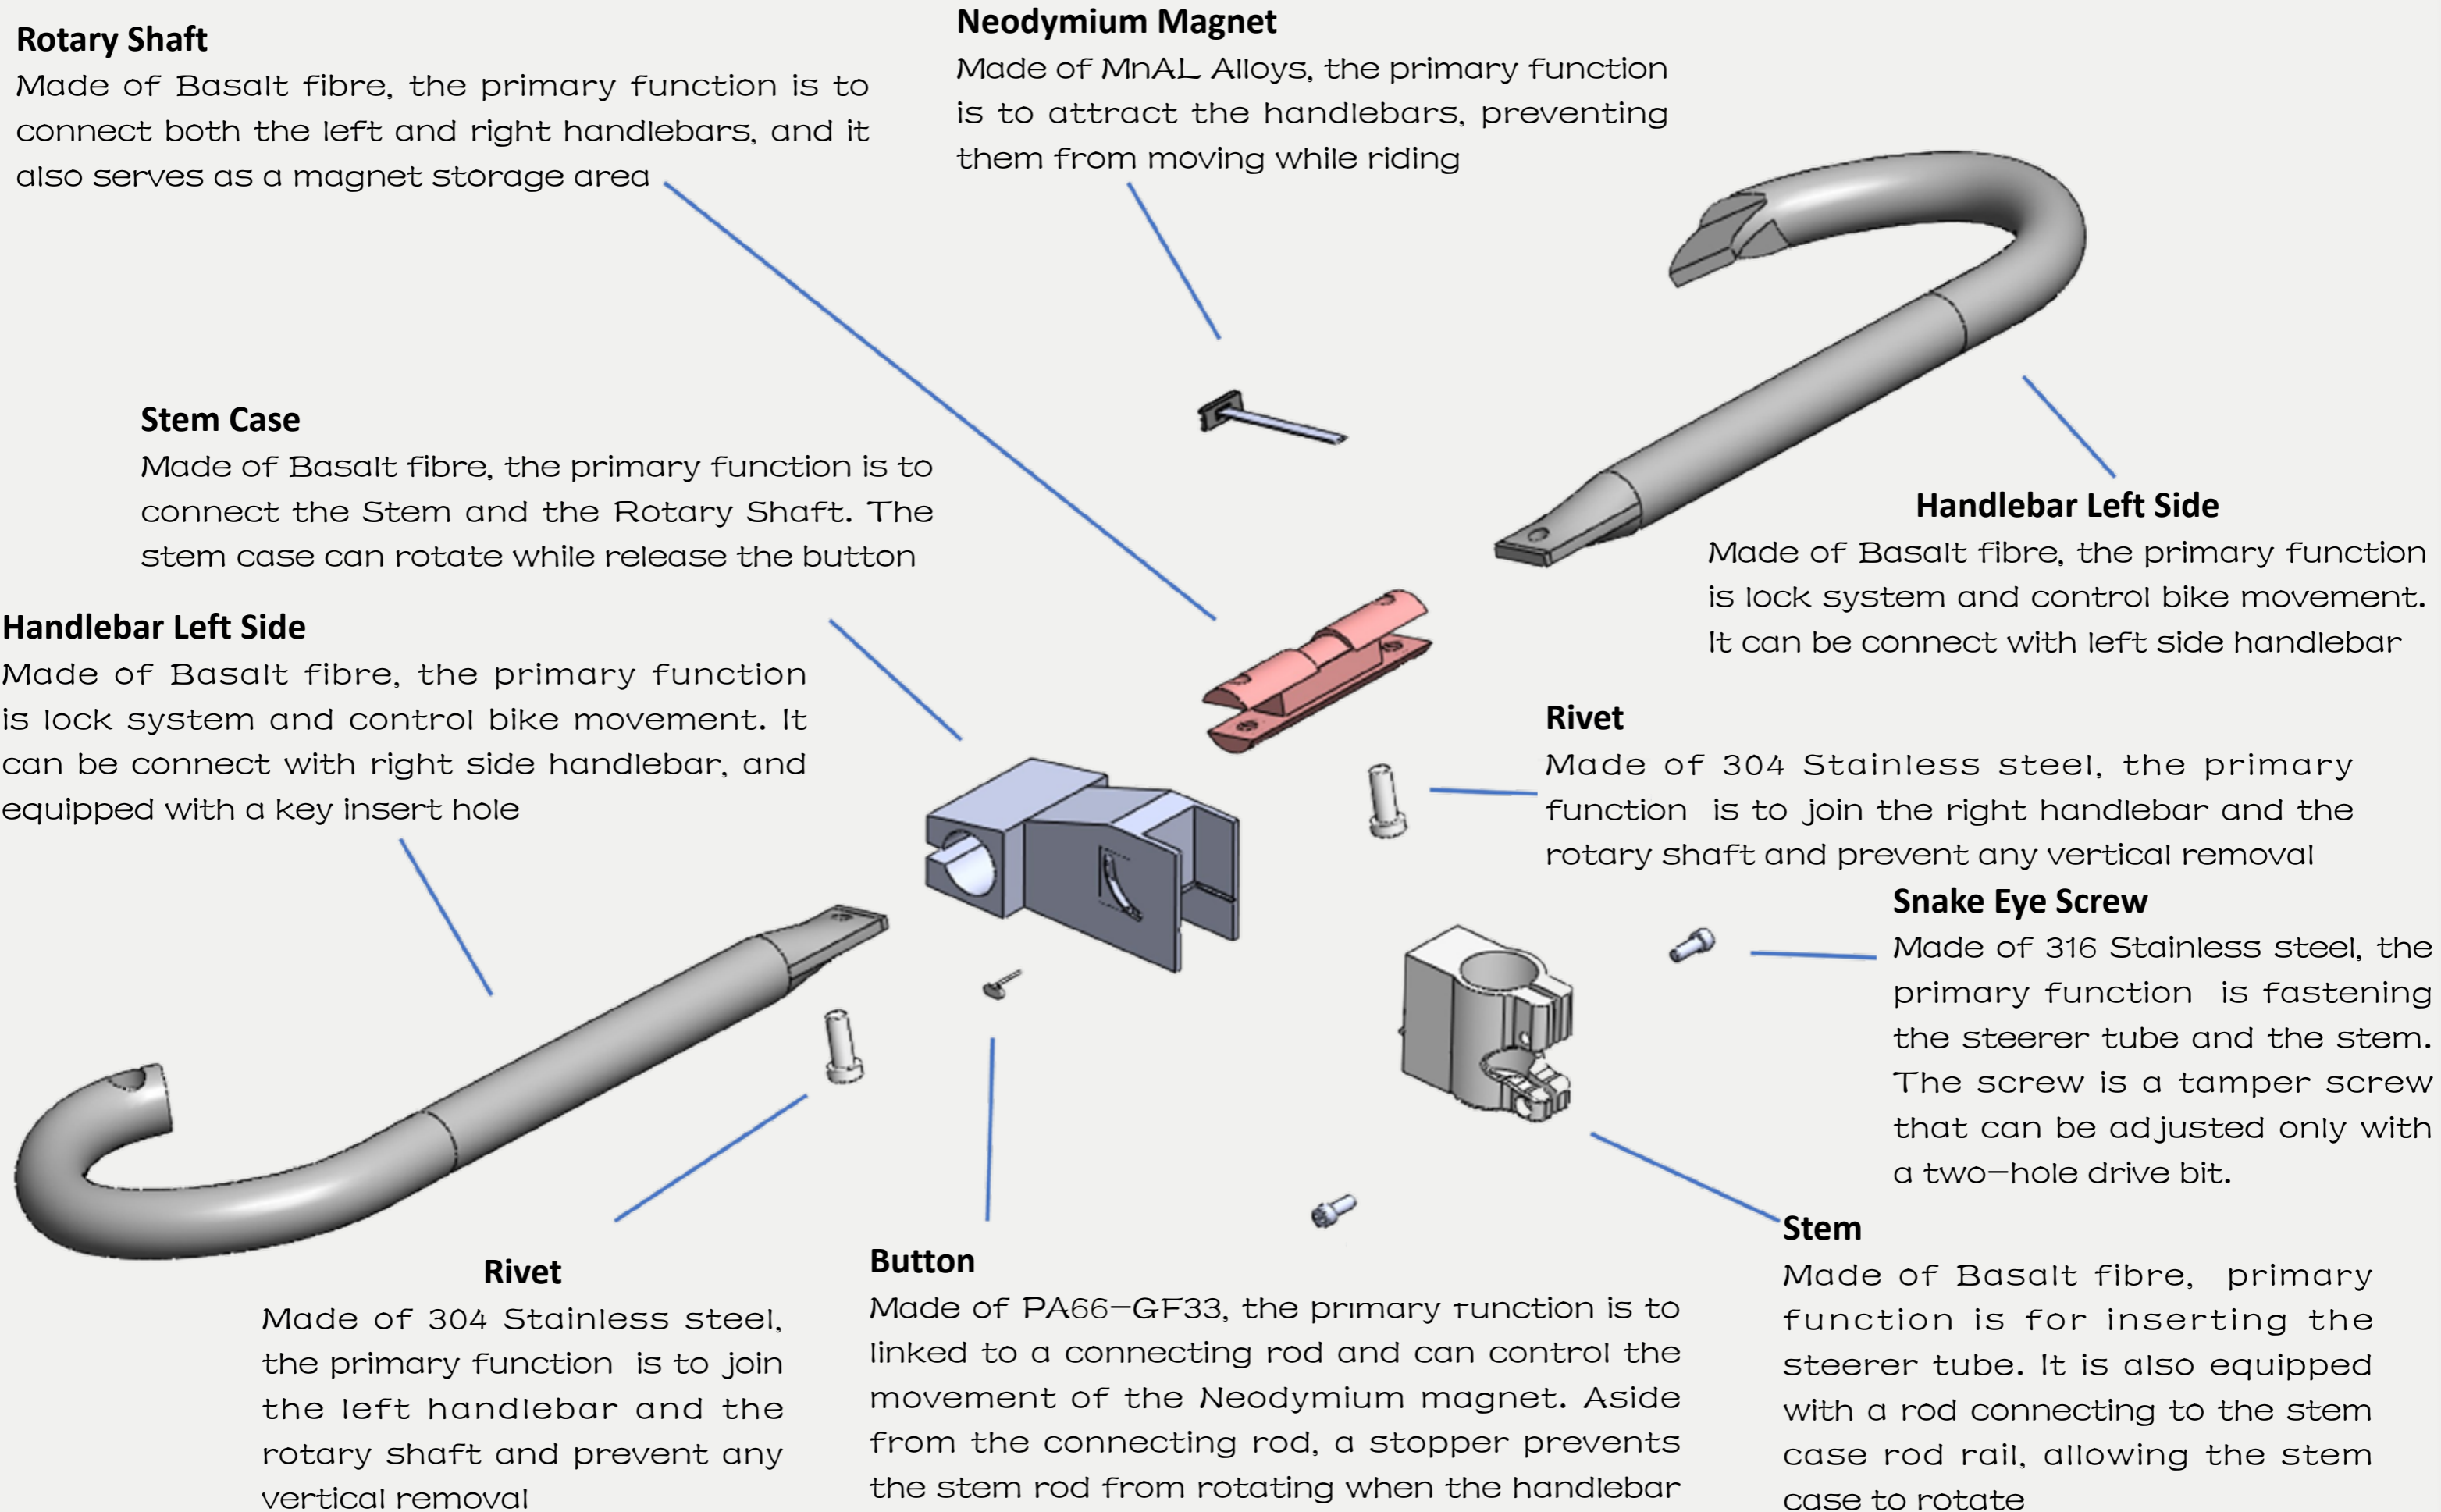 Rotary Shaft
Made of Basalt fibre, the primary function is to
connect both the left and right handlebars, and it
also serves as a magnet storage area
Neodymium Magnet
Made of MnAL Alloys, the primary function
is to attract the handlebars, preventing
them from moving while riding
Stem Case
Made of Basalt fibre, the primary function is to
connect the Stem and the Rotary Shaft. The
stem case can rotate while release the button
Handlebar Left Side
Made of Basalt fibre, the primary function
is lock system and control bike movement.
It can be connect with left side handlebar
Handlebar Left Side
Made of Basalt fibre, the primary function
is lock system and control bike movement. It
can be connect with right side handlebar, and
equipped with a key insert hole
Rivet
Made of 304 Stainless steel, the primary
function is to join the right handlebar and the
rotary shaft and prevent any vertical removal
Snake Eye Screw
Made of 316 Stainless steel, the
primary function is fastening
the steerer tube and the stem.
The screw is a tamper screw
that can be adjusted only with
a two-hole drive bit.
Rivet
Made of 304 Stainless steel,
the primary function is to join
the left handlebar and the
rotary shaft and prevent any
vertical removal
Button
Made of PA66-GF33, the primary function is to
linked to a connecting rod and can control the
movement of the Neodymium magnet. Aside
from the connecting rod, a stopper prevents
the stem rod from rotating when the handlebar
Stem
Made of Basalt fibre, primary
function is for inserting the
steerer tube. It is also equipped
with a rod connecting to the stem
case rod rail, allowing the stem
case to rotate